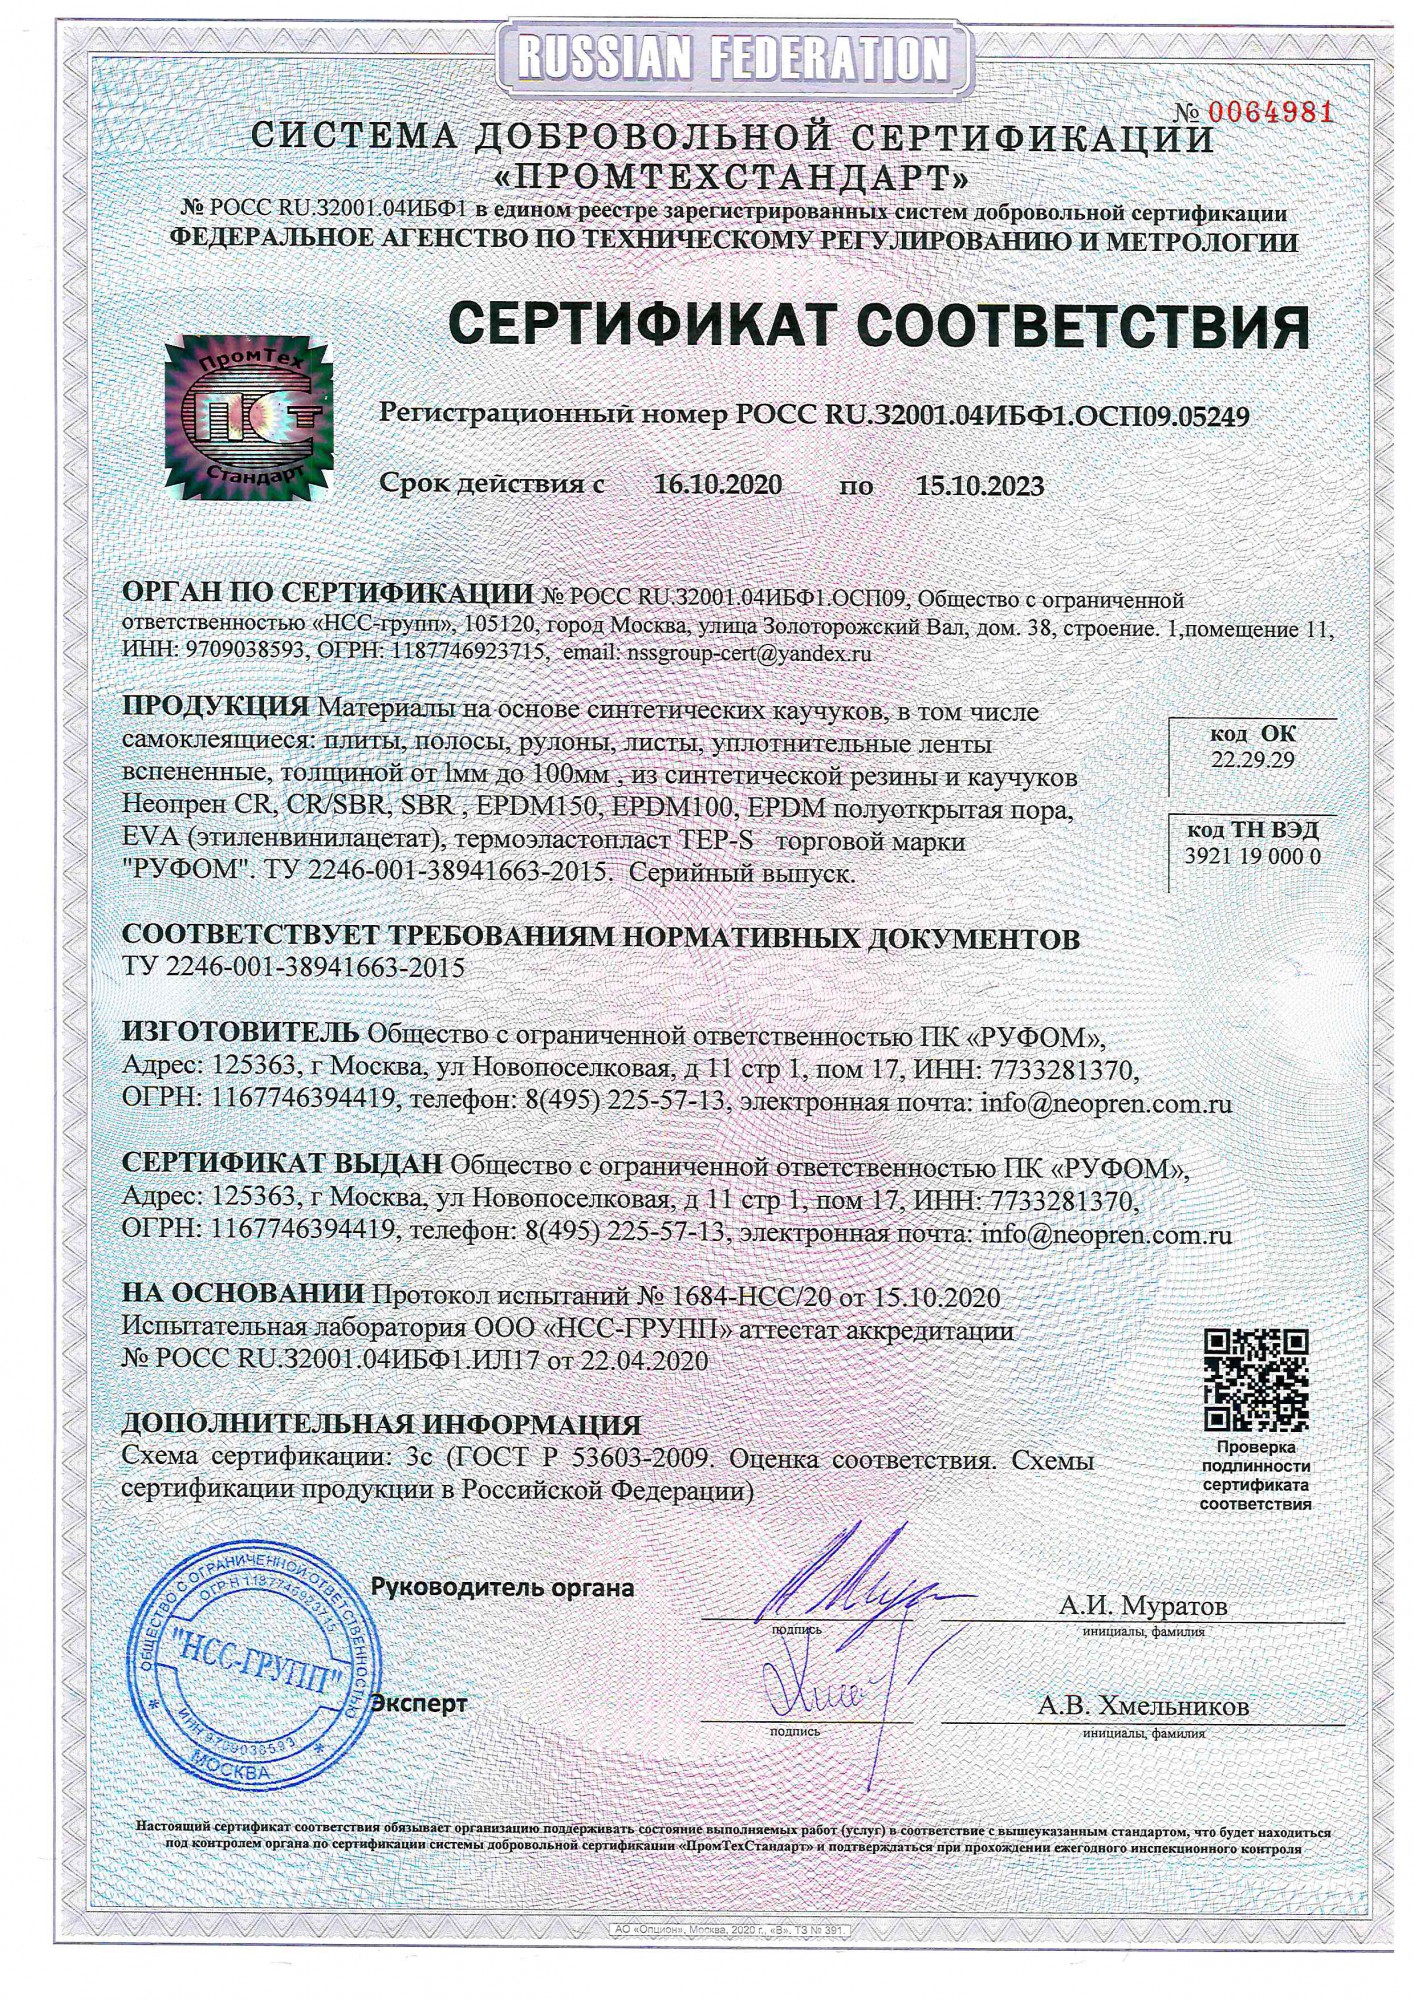 RUSSIAN FEDERATION
№ 0064981
СИСТЕМА ДОБРОВОЛЬНОЙ СЕРТИФИКАЦИИ
«ПРОМТЕХСТАНДАРТ»
№ РОСС RU.32001.04ИБФ1 в едином реестре зарегистрированных систем добровольной сертификации
ФЕДЕРАЛЬНОЕ АГЕНСТВО ПО ТЕХНИЧЕСКОМУ РЕГУЛИРОВАНИЮ И МЕТРОЛОГИИ
СЕРТИФИКАТ СООТВЕТСТВИЯ
ПромТех
ПСТ
Стандарт
Регистрационный номер РОСС RU.32001.04ИБФ1.ОСП09.05249
Срок действия с 16.10.2020 по 15.10.2023
ОРГАН ПО СЕРТИФИКАЦИИ № РОСС RU.32001.04ИБФ1.ОСП09, Общество с ограниченной
ответственностью «НСС-групп», 105120, город Москва, улица Золоторожский Вал, дом. 38, строение. 1,помещение 11,
ИНН: 9709038593, ОГРН: 1187746923715, email: nssgroup-cert@yandex.ru
ПРОДУКЦИЯ Материалы на основе синтетических каучуков, в том числе
самоклеящиеся: плиты, полосы, рулоны, листы, уплотнительные ленты
вспененные, толщиной от 1мм до 100мм , из синтетической резины и каучуков
Неопрен CR, CR/SBR, SBR , EPDM150, EPDM100, EPDM полуоткрытая пора,
EVA (этиленвинилацетат), термоэластопласт TEP-S торговой марки
"РУФОМ". ТУ 2246-001-38941663-2015. Серийный выпуск.
код ОК
22.29.29
код ТН ВЭД
3921 19 000 0
СООТВЕТСТВУЕТ ТРЕБОВАНИЯМ НОРМАТИВНЫХ ДОКУМЕНТОВ
ТУ 2246-001-38941663-2015
ИЗГОТОВИТЕЛЬ Общество с ограниченной ответственностью ПК «РУФОМ»,
Адрес: 125363, г Москва, ул Новопоселковая, д 11 стр 1, пом 17, ИНН: 7733281370,
ОГРН: 1167746394419, телефон: 8(495) 225-57-13, электронная почта: info@neopren.com.ru
СЕРТИФИКАТ ВЫДАН Общество с ограниченной ответственностью ПК «РУФОМ»,
Адрес: 125363, г Москва, ул Новопоселковая, д 11 стр 1, пом 17, ИНН: 7733281370,
ОГРН: 1167746394419, телефон: 8(495) 225-57-13, электронная почта: info@neopren.com.ru
НА ОСНОВАНИИ Протокол испытаний № 1684-НСС/20 от 15.10.2020
Испытательная лаборатория ООО «НСС-ГРУПП» аттестат аккредитации
№ РОСС RU.32001.04ИБФ1.ИЛ17 от 22.04.2020
ДОПОЛНИТЕЛЬНАЯ ИНФОРМАЦИЯ
Схема сертификации: 3с (ГОСТ Р 53603-2009. Оценка соответствия. Схемы
сертификации продукции в Российской Федерации)
Проверка
подлинности
сертификата
соответствия
ОБЩЕСТВО С ОГРАНИЧЕННОЙ ОТВЕТСТВЕННОСТЬЮ
ОГРН 1187746923715
"НСС-ГРУПП"
ИНН 9709038593
МОСКВА
Руководитель органа
подпись
А.И. Муратов
инициалы, фамилия
Эксперт
подпись
А.В. Хмельников
инициалы, фамилия
Настоящий сертификат соответствия обязывает организацию поддерживать состояние выполняемых работ (услуг) в соответствие с вышеуказанным стандартом, что будет находиться
под контролем органа по сертификации системы добровольной сертификации «ПромТехСтандарт» и подтверждаться при прохождении ежегодного инспекционного контроля
АО «Опцион», Москва, 2020 г., «В». ТЗ № 391.